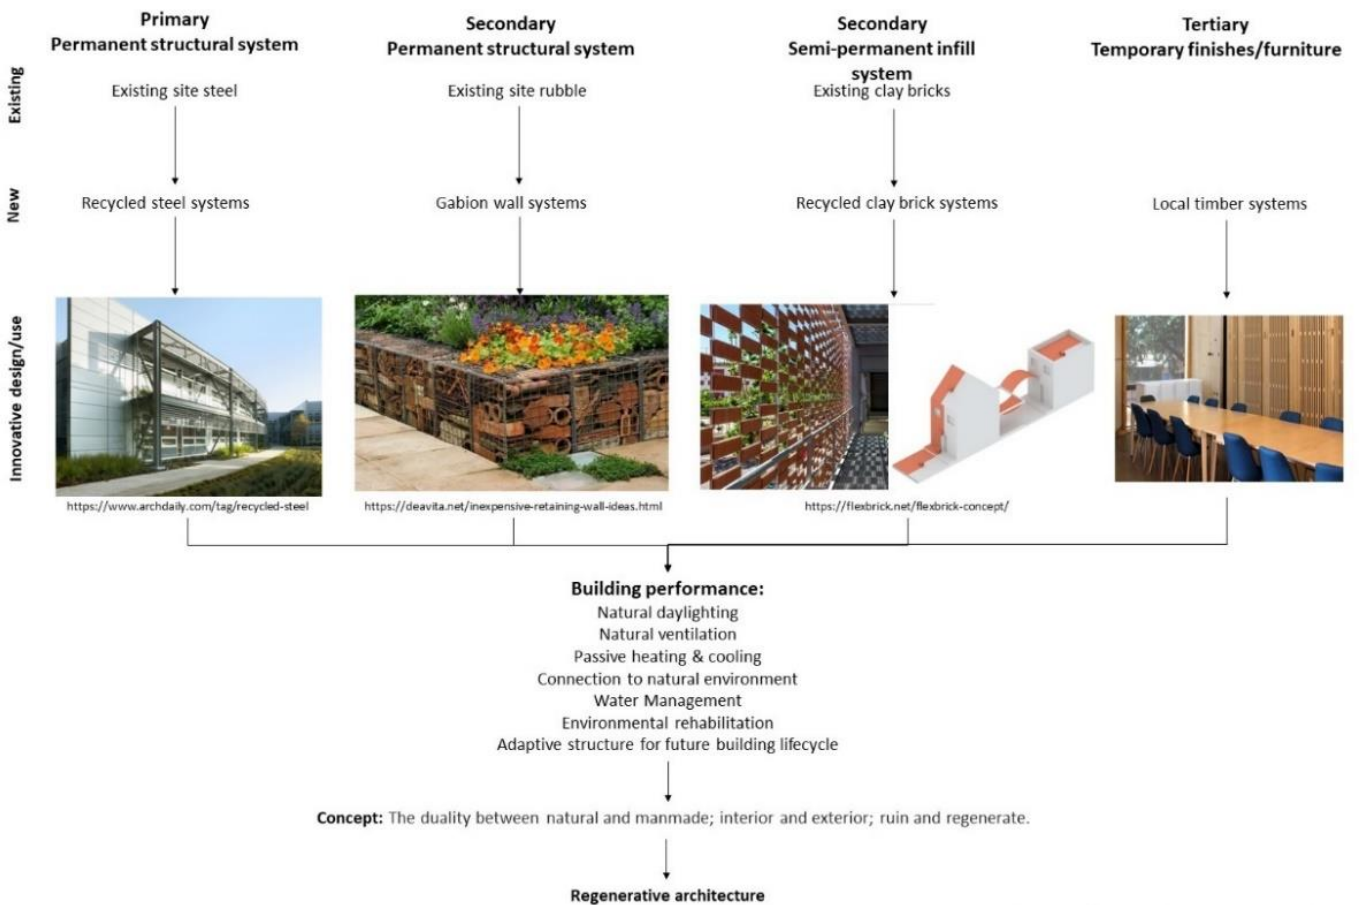 Primary
Permanent structural system
Secondary
Permanent structural system
Secondary
Semi-permanent infill
system
Tertiary
Temporary finishes/furniture
Existing
Existing site steel
Existing site rubble
Existing clay bricks
New
Recycled steel systems
Gabion wall systems
Recycled clay brick systems
Local timber systems
Innovative design/use
https://www.archdaily.com/tag/recycled-steel
https://deavita.net/inexpensive-retaining-wall-ideas.html
https://flexbrick.net/flexbrick-concept/
Building performance:
Natural daylighting
Natural ventilation
Passive heating & cooling
Connection to natural environment
Water Management
Environmental rehabilitation
Adaptive structure for future building lifecycle
Concept: The duality between natural and manmade; interior and exterior; ruin and regenerate.
Regenerative architecture